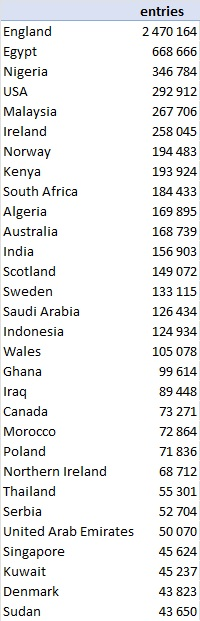 entries
England 2 470 164
Egypt 668 666
Nigeria 346 784
USA 292 912
Malaysia 267 706
Ireland 258 045
Norway 194 483
Kenya 193 924
South Africa 184 433
Algeria 169 895
Australia 168 739
India 156 903
Scotland 149 072
Sweden 133 115
Saudi Arabia 126 434
Indonesia 124 934
Wales 105 078
Ghana 99 614
Iraq 89 448
Canada 73 271
Morocco 72 864
Poland 71 836
Northern Ireland 68 712
Thailand 55 301
Serbia 52 704
United Arab Emirates 50 070
Singapore 45 624
Kuwait 45 237
Denmark 43 823
Sudan 43 650